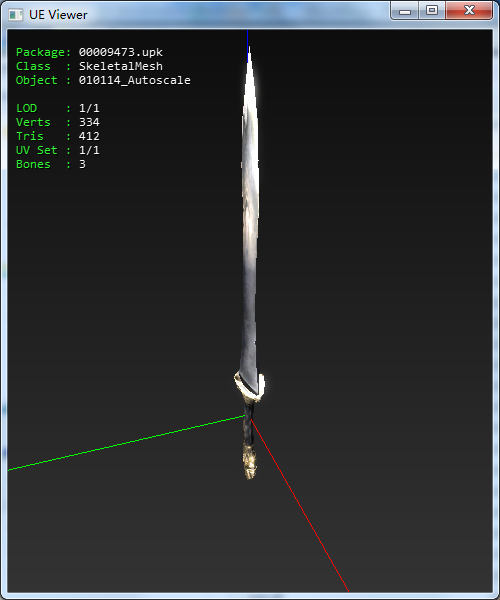 UE Viewer
Package: 00009473.upk
Class : SkeletalMesh
Object : 010114_Autoscale
LOD : 1/1
Verts : 334
Tris : 412
UV Set : 1/1
Bones : 3